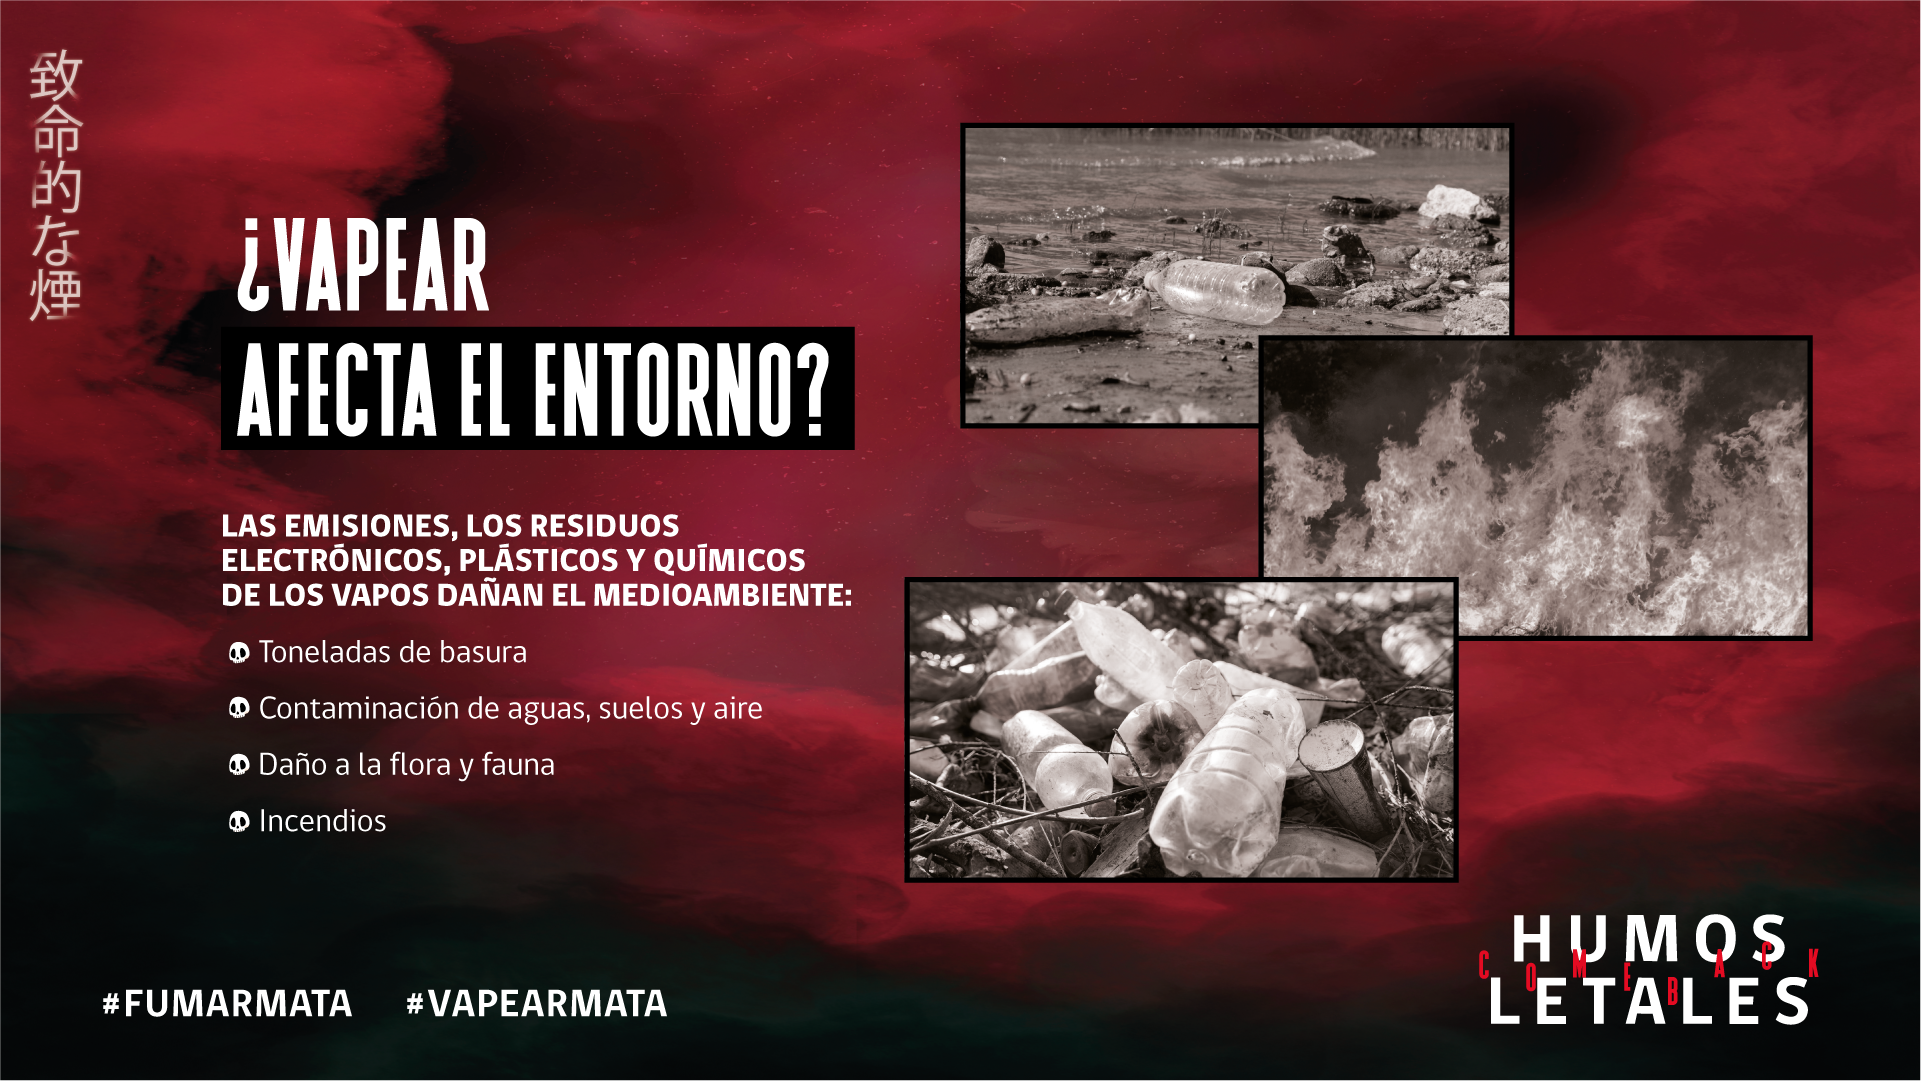 致命的な煙
¿VAPEAR
AFECTA EL ENTORNO?
LAS EMISIONES, LOS RESIDUOS
ELECTRÓNICOS, PLÁSTICOS Y QUÍMICOS
DE LOS VAPOS DAÑAN EL MEDIOAMBIENTE:
Toneladas de basura
Contaminación de aguas, suelos y aire
Daño a la flora y fauna
Incendios
#FUMARMATA #VAPEARMATA
HUMOS
COMEBACK
LETALES